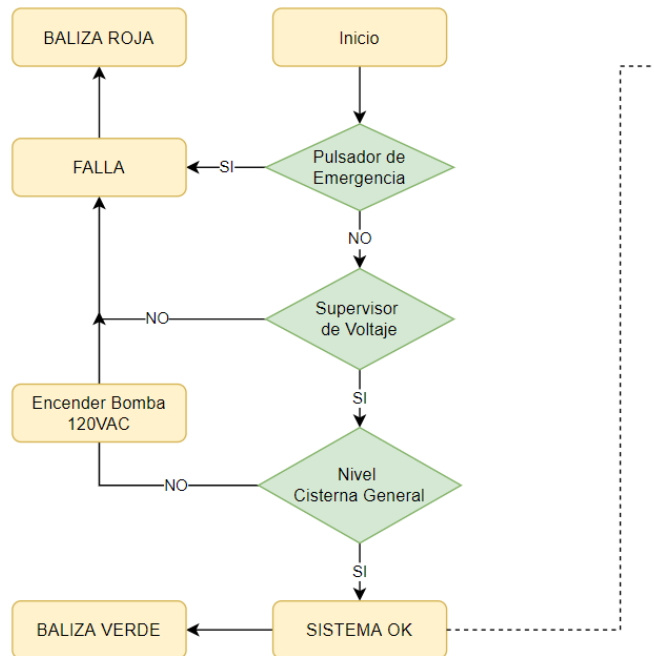 BALIZA ROJA
Inicio
FALLA
SI
Pulsador de
Emergencia
NO
NO
Supervisor
de Voltaje
Encender Bomba
120VAC
SI
NO
Nivel
Cisterna General
SI
BALIZA VERDE
SISTEMA OK